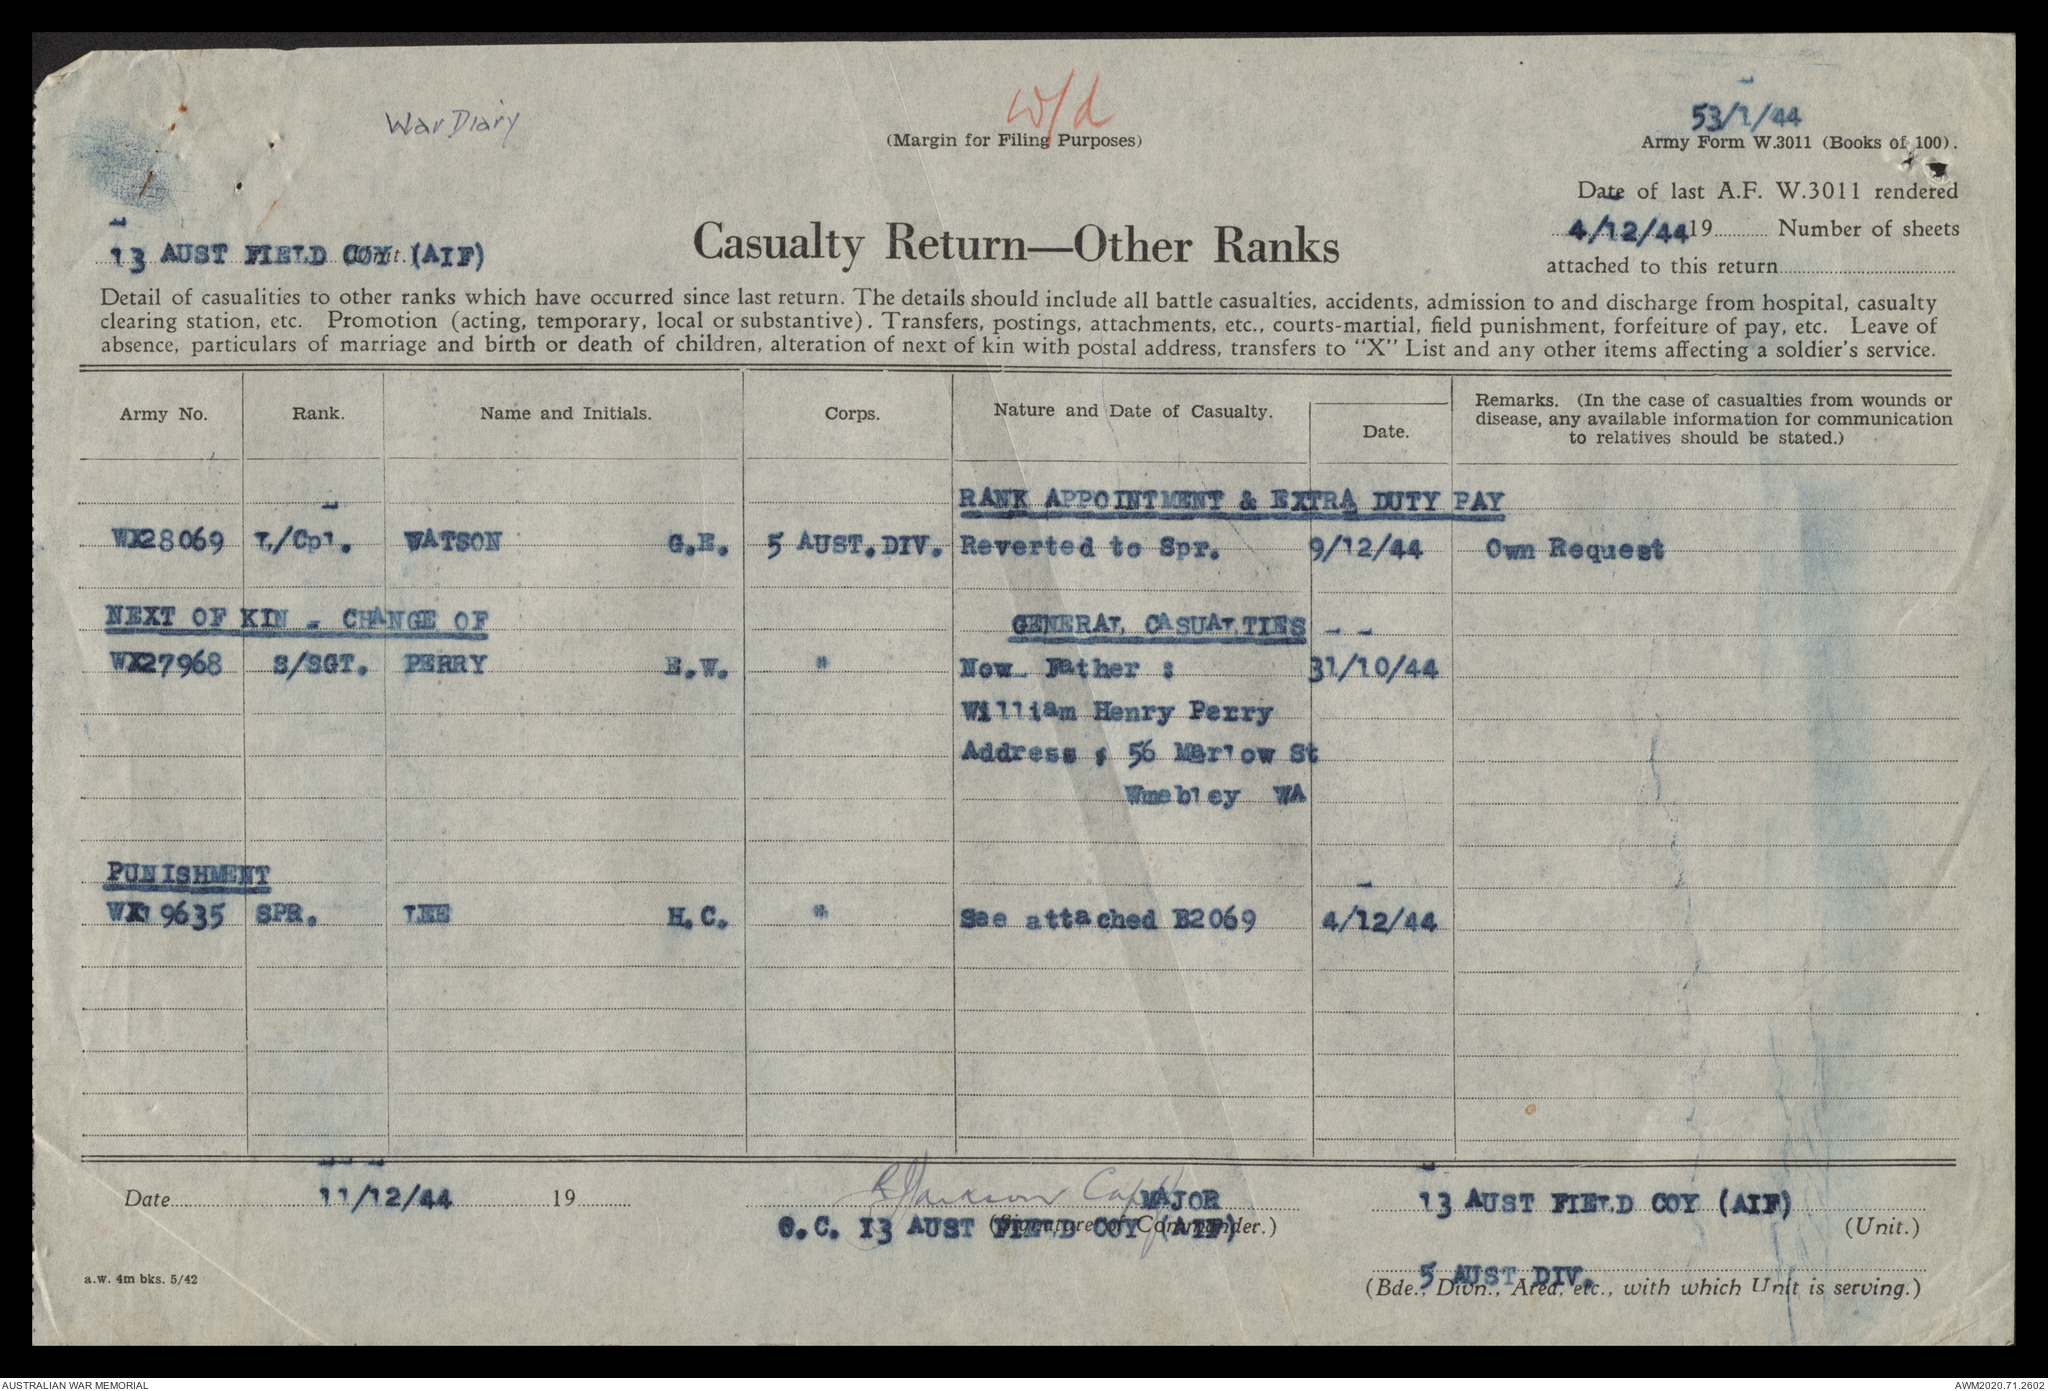 War Diary
w/d
(Margin for Filing Purposes)
53/1/44
Army Form W.3011 (Books of 100).
Date of last A.F. W.3011 rendered
4/12/44 19 Number of sheets
attached to this return
13 AUST FIELD COY (AIF) Unit.
Casualty Return—Other Ranks
Detail of casualities to other ranks which have occurred since last return. The details should include all battle casualties, accidents, admission to and discharge from hospital, casualty
clearing station, etc. Promotion (acting, temporary, local or substantive). Transfers, postings, attachments, etc., courts-martial, field punishment, forfeiture of pay, etc. Leave of
absence, particulars of marriage and birth or death of children, alteration of next of kin with postal address, transfers to "X" List and any other items affecting a soldier's service.
Army No. Rank. Name and Initials. Corps. Nature and Date of Casualty. Date. Remarks. (In the case of casualties from wounds or
disease, any available information for communication
to relatives should be stated.)
RANK APPOINTMENT & EXTRA DUTY PAY
WX28069 L/Cpl. WATSON G.E. 5 AUST.DIV. Reverted to Spr. 9/12/44 Own Request
NEXT OF KIN - CHANGE OF GENERAL CASUALTIES
WX27968 S/SGT. PERRY E.W. " Now Father : 31/10/44
William Henry Perry
Address : 56 Marlow St
Wmebley WA
PUNISHMENT
WX19635 SPR. LEE H.C. " See attached B2069 4/12/44
Date 11/12/44 19
Jackson Capt MAJOR
(Signature of Commander.)
O.C. 13 AUST FIELD COY (AIF)
13 AUST FIELD COY (AIF)
(Unit.)
5 AUST DIV.
(Bde., Divn., Area, etc., with which Unit is serving.)
a.w. 4m bks. 5/42
AUSTRALIAN WAR MEMORIAL
AWM2020.71.2602